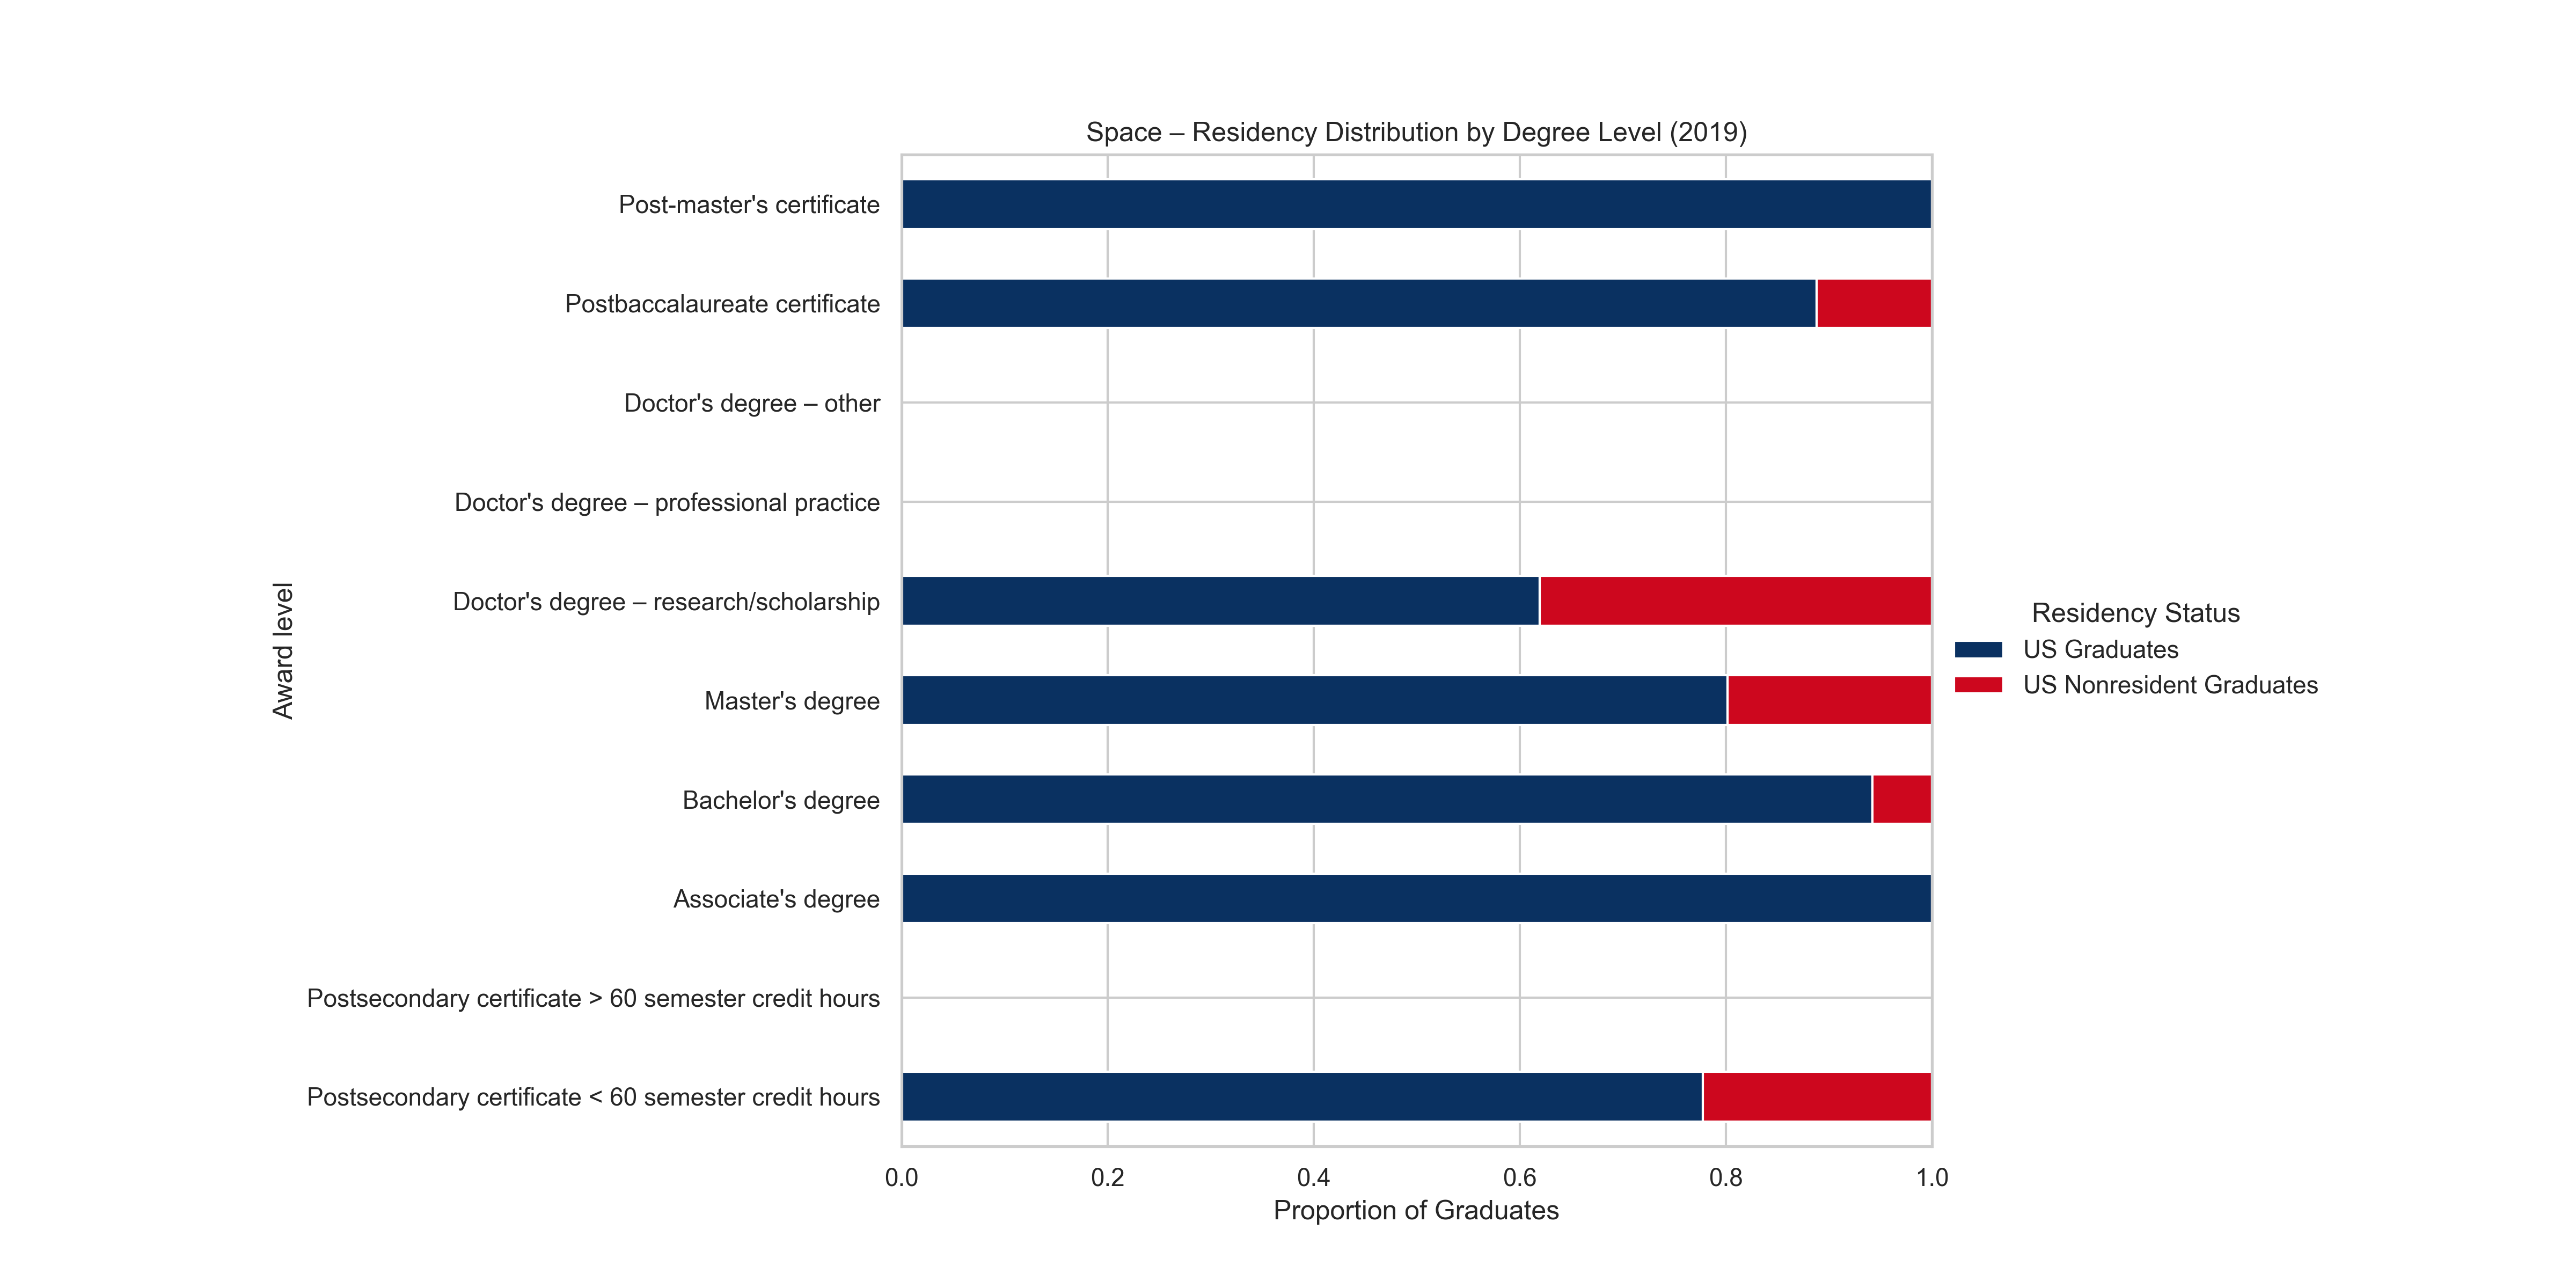 Space – Residency Distribution by Degree Level (2019)
Post-master's certificate
Postbaccalaureate certificate
Doctor's degree – other
Doctor's degree – professional practice
Doctor's degree – research/scholarship
Master's degree
Bachelor's degree
Associate's degree
Postsecondary certificate > 60 semester credit hours
Postsecondary certificate < 60 semester credit hours
Award level
0.0 0.2 0.4 0.6 0.8 1.0
Proportion of Graduates
Residency Status
US Graduates
US Nonresident Graduates